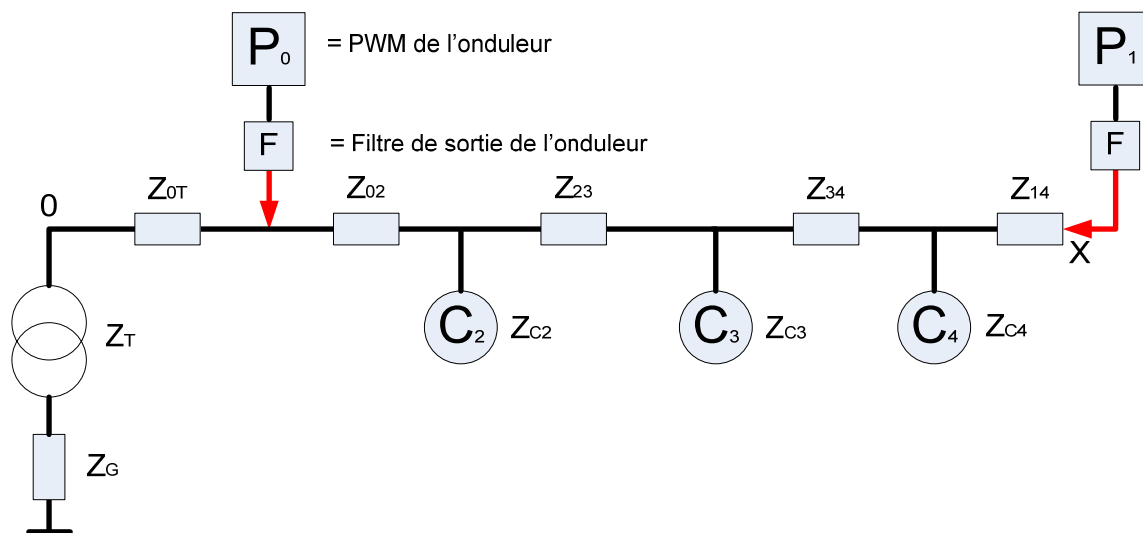 P0
= PWM de l'onduleur
P1
F
= Filtre de sortie de l'onduleur
F
0
Z0T
Z02
Z23
Z34
Z14
X
ZT
C2
ZC2
C3
ZC3
C4
ZC4
ZG